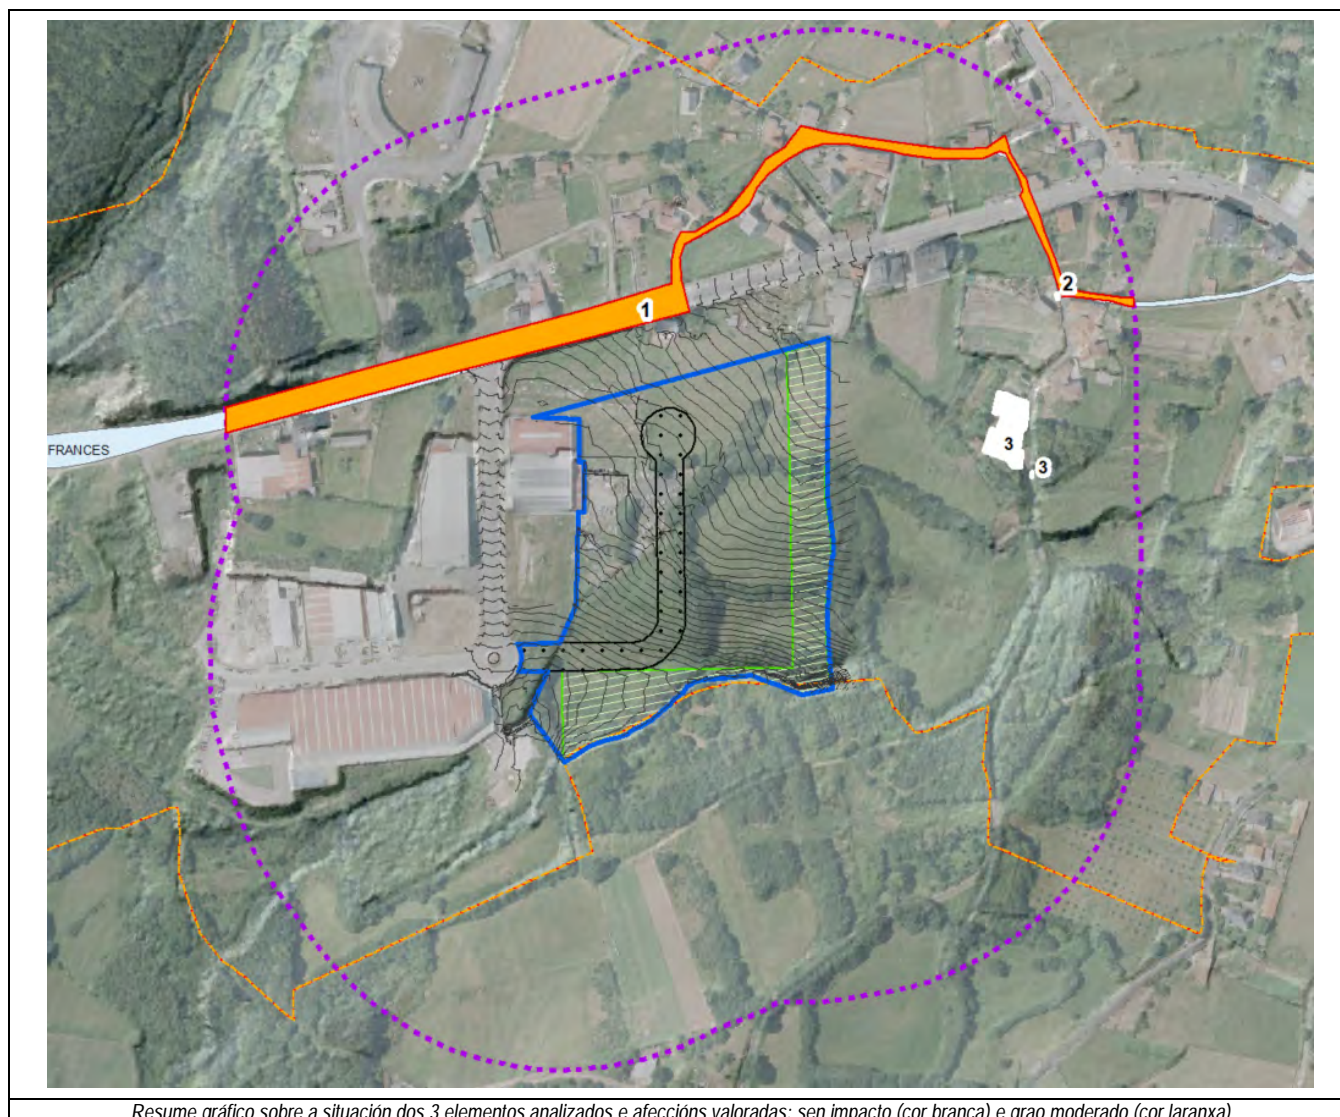 1
2
FRANCES
3
3
Resume gráfico sobre a situación dos 3 elementos analizados e afeccións valoradas: sen impacto (cor branca) e grao moderado (cor laranxa)